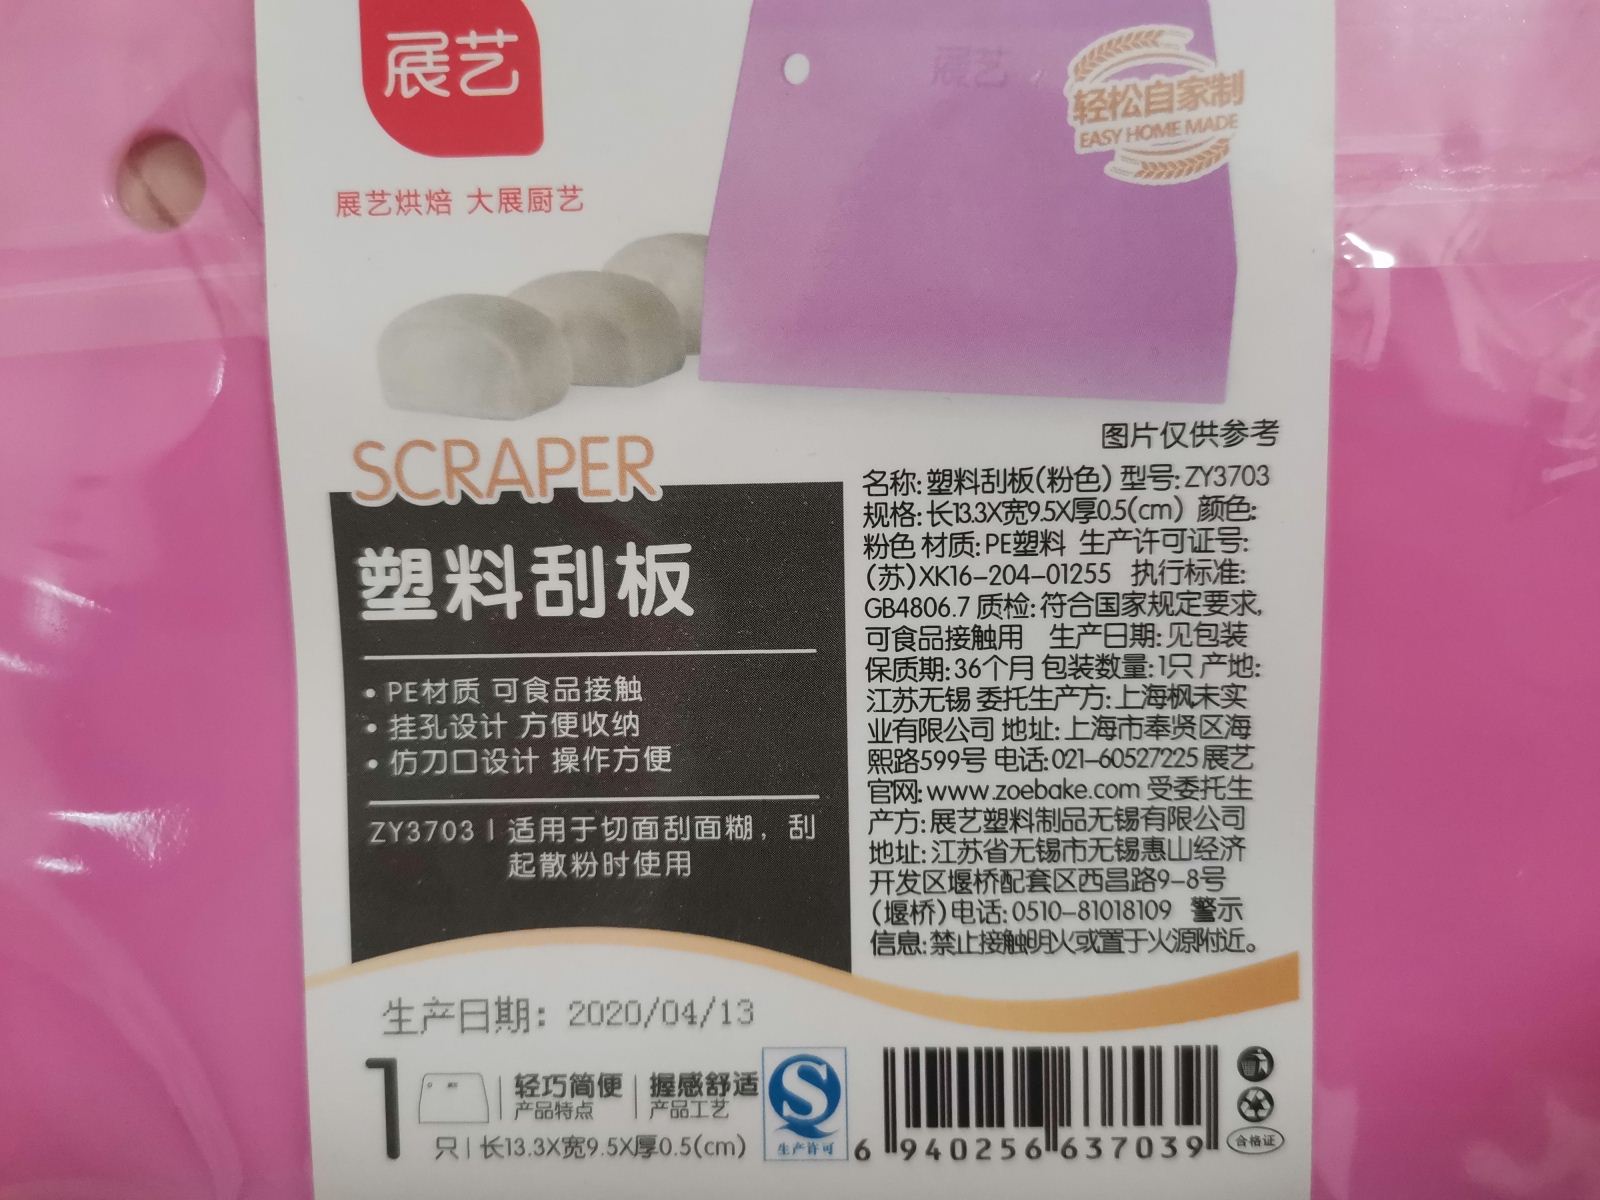 展艺
展艺
轻松自家制
EASY HOME MADE
展艺烘焙 大展厨艺
SCRAPER
塑料刮板
• PE材质 可食品接触
• 挂孔设计 方便收纳
• 仿刀口设计 操作方便
ZY3703 | 适用于切面刮面糊，刮
起散粉时使用
图片仅供参考
名称: 塑料刮板(粉色) 型号: ZY3703
规格: 长13.3X宽9.5X厚0.5(cm) 颜色:
粉色 材质: PE塑料 生产许可证号:
(苏)XK16-204-01255 执行标准:
GB4806.7 质检: 符合国家规定要求,
可食品接触用 生产日期: 见包装
保质期: 36个月 包装数量: 1只 产地:
江苏无锡 委托生产方: 上海枫未实
业有限公司 地址: 上海市奉贤区海
熙路599号 电话: 021-60527225 展艺
官网: www.zoebake.com 受委托生
产方: 展艺塑料制品无锡有限公司
地址: 江苏省无锡市无锡惠山经济
开发区堰桥配套区西昌路9-8号
(堰桥) 电话: 0510-81018109 警示
信息: 禁止接触明火或置于火源附近。
生产日期: 2020/04/13
1
轻巧简便 | 握感舒适
产品特点 产品工艺
只 | 长13.3X宽9.5X厚0.5(cm)
生产许可
6 940256 637039
合格证